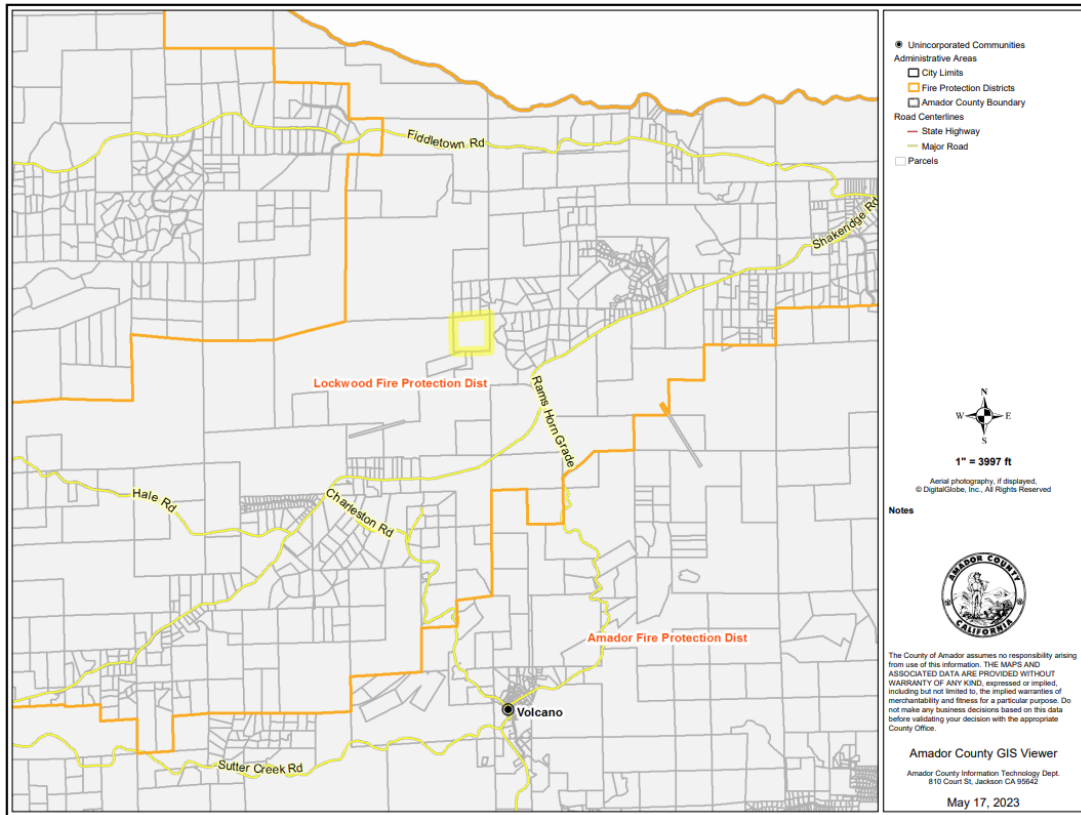 Fiddletown Rd
Shakeridge Rd
Lockwood Fire Protection Dist
Rams Horn Grade
Hale Rd
Charleston Rd
Amador Fire Protection Dist
Volcano
Sutter Creek Rd
Unincorporated Communities
Administrative Areas
City Limits
Fire Protection Districts
Amador County Boundary
Road Centerlines
State Highway
Major Road
Parcels
N
W E
S
1" = 3997 ft
Aerial photography, if displayed,
© DigitalGlobe, Inc., All Rights Reserved
Notes
AMADOR COUNTY
CALIFORNIA
The County of Amador assumes no responsibility arising
from use of this information. THE MAPS AND
ASSOCIATED DATA ARE PROVIDED WITHOUT
WARRANTY OF ANY KIND, expressed or implied,
including but not limited to, the implied warranties of
merchantability and fitness for a particular purpose. Do
not make any business decisions based on this data
before validating your decision with the appropriate
County Office.
Amador County GIS Viewer
Amador County Information Technology Dept.
810 Court St, Jackson CA 95642
May 17, 2023